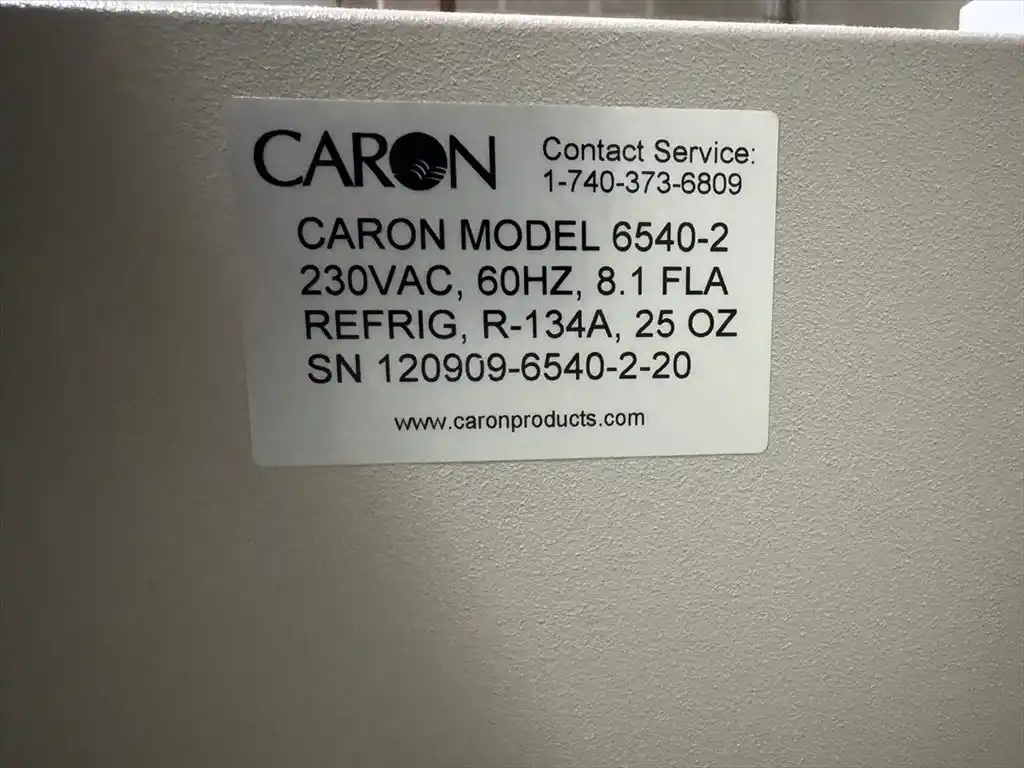 CARON
Contact Service:
1-740-373-6809
CARON MODEL 6540-2
230VAC, 60HZ, 8.1 FLA
REFRIG, R-134A, 25 OZ
SN 120909-6540-2-20
www.caronproducts.com